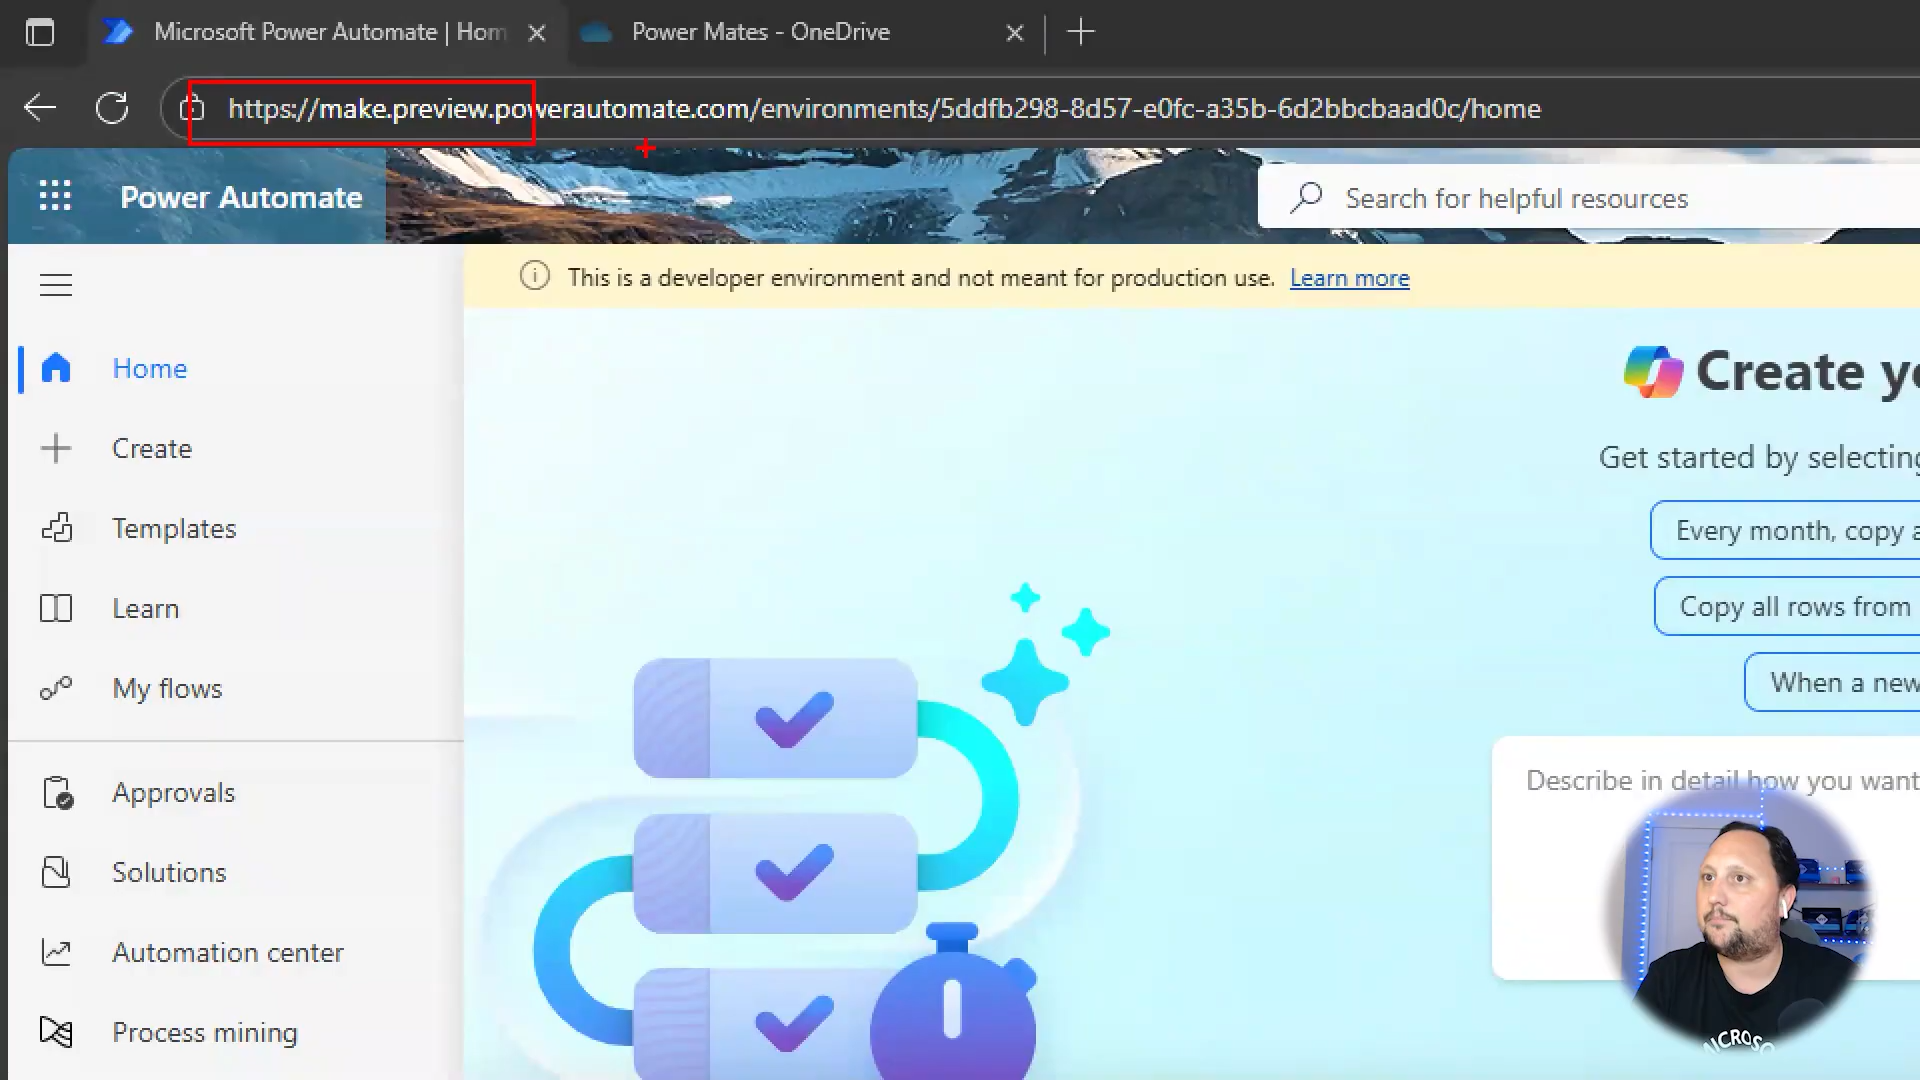 Microsoft Power Automate | Hom
Power Mates - OneDrive
https://make.preview.powerautomate.com/environments/5ddfb298-8d57-e0fc-a35b-6d2bbcbaad0c/home
Power Automate
Search for helpful resources
This is a developer environment and not meant for production use. Learn more
Home
Create
Templates
Learn
My flows
Approvals
Solutions
Automation center
Process mining
Create yo
Get started by selecting
Every month, copy a
Copy all rows from
When a new
Describe in detail how you want
MICROSO